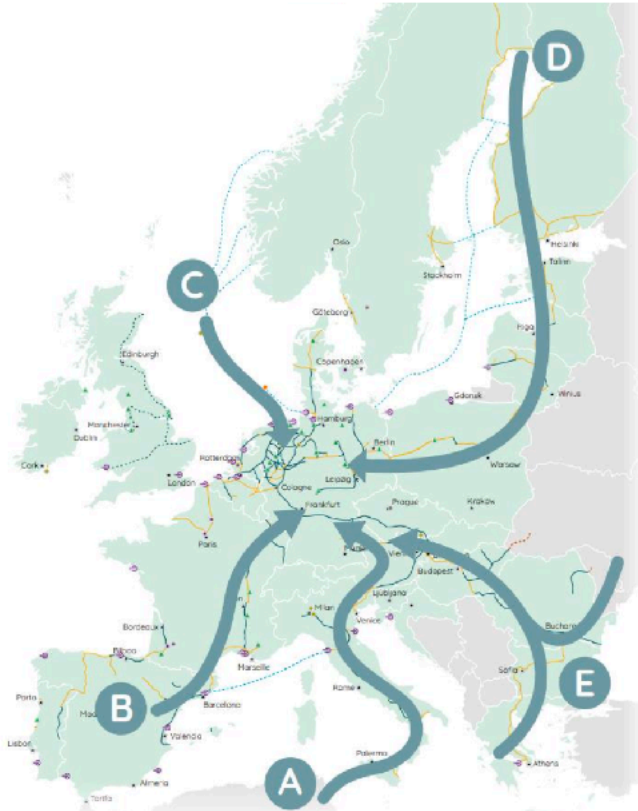 D
Oslo
Helsinki
Tallinn
Stockholm
C
Göteborg
Riga
Edinburgh
Copenhagen
Vilnius
Gdansk
Manchester
Dublin
Hamburg
Berlin
Cork
Rotterdam
Warsaw
London
Leipzig
Cologne
Prague
Kraków
Frankfurt
Paris
Budapest
Ljubljana
Milan
Venice
Bordeaux
Bilbao
Marseille
Sofia
E
Porto
B
Barcelona
Rome
Lisbon
Valencia
Palermo
Athens
Almeria
A
Tarifa